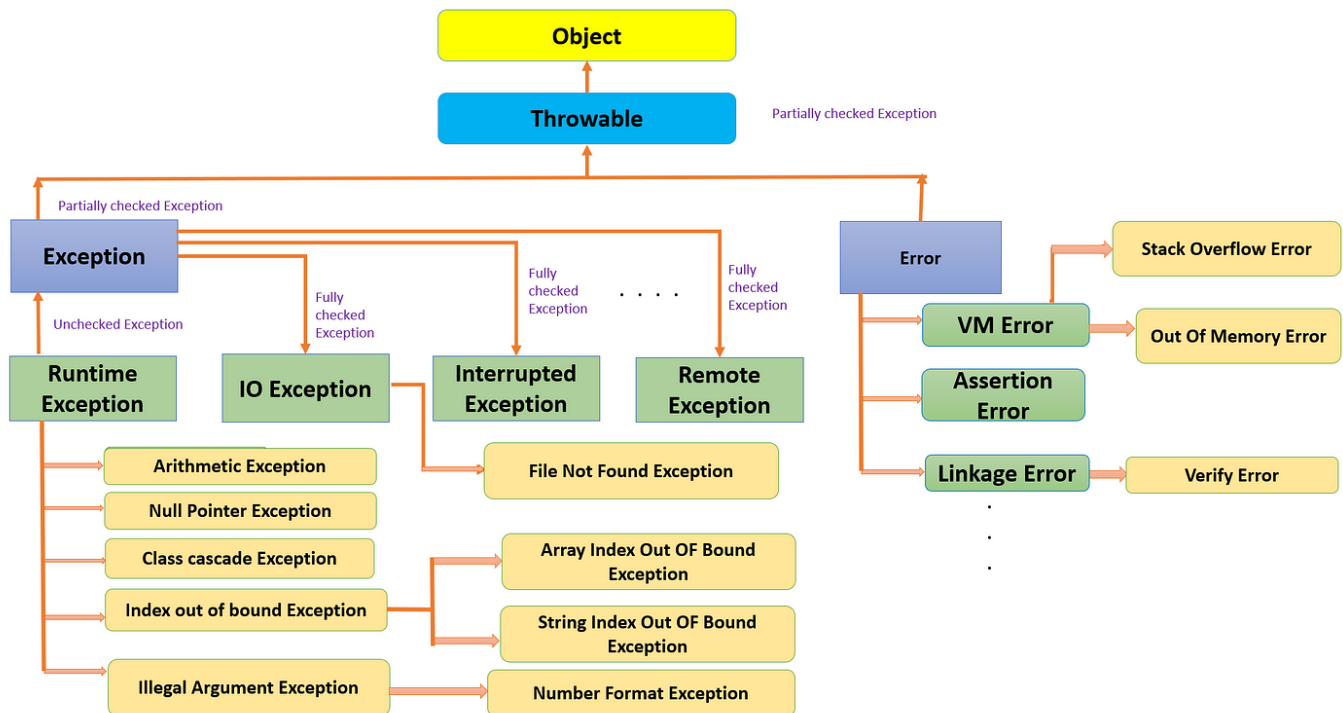 Object
Throwable
Partially checked Exception
Partially checked Exception
Exception
Error
Stack Overflow Error
Fully
checked
Exception
Fully
checked
Exception
Fully
checked
Exception
. . . .
Unchecked Exception
VM Error
Out Of Memory Error
Runtime
Exception
IO Exception
Interrupted
Exception
Remote
Exception
Assertion
Error
Arithmetic Exception
File Not Found Exception
Linkage Error
Verify Error
Null Pointer Exception
Class cascade Exception
Array Index Out OF Bound
Exception
Index out of bound Exception
String Index Out OF Bound
Exception
Illegal Argument Exception
Number Format Exception
.
.
.